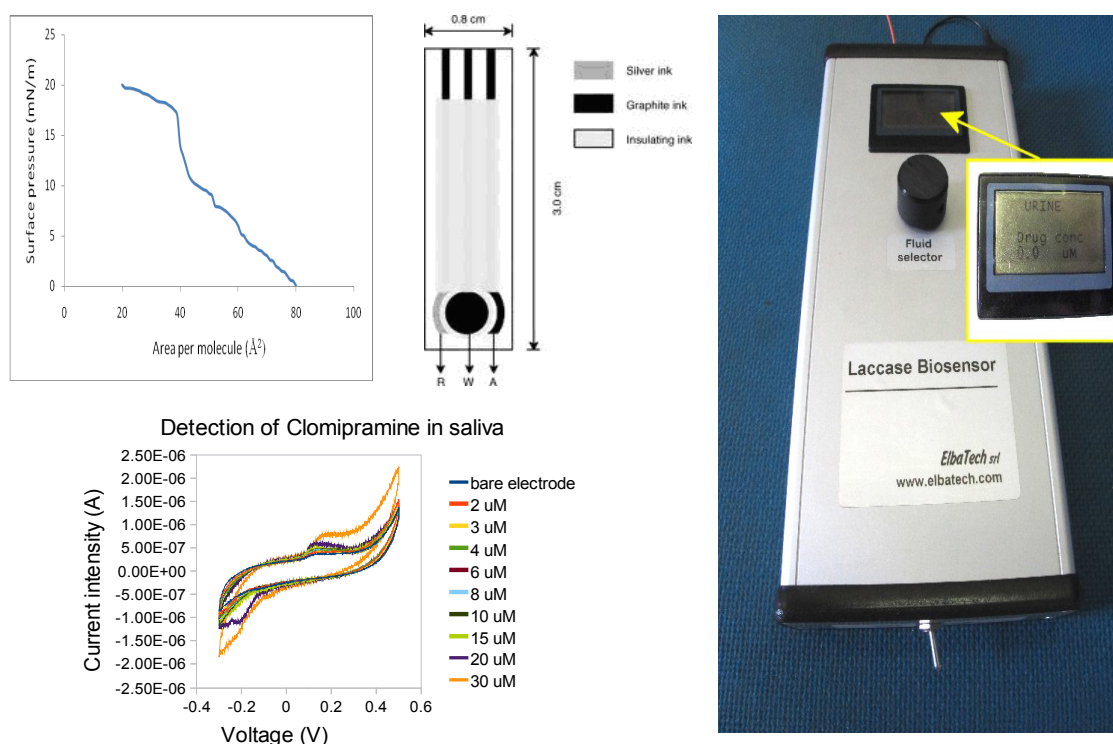 25
20
15
10
5
0
Surface pressure (mN/m)
0 20 40 60 80 100
Area per molecule (Å²)
0.8 cm
3.0 cm
Silver ink
Graphite ink
Insulating ink
R W A
Detection of Clomipramine in saliva
2.50E-06
2.00E-06
1.50E-06
1.00E-06
5.00E-07
0.00E+00
-5.00E-07
-1.00E-06
-1.50E-06
-2.00E-06
-2.50E-06
Current intensity (A)
-0.4 -0.2 0 0.2 0.4 0.6
Voltage (V)
bare electrode
2 uM
3 uM
4 uM
6 uM
8 uM
10 uM
15 uM
20 uM
30 uM
URINE
Drug conc
0.0 uM
Fluid
selector
Laccase Biosensor
ElbaTech srl
www.elbatech.com